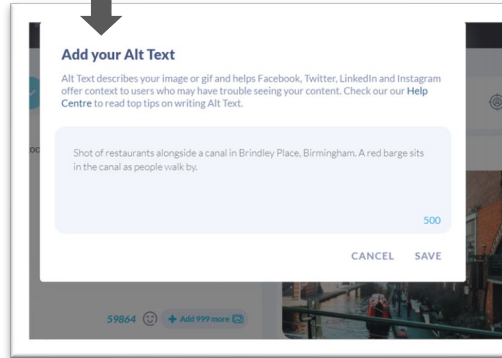 Add your Alt Text
Alt Text describes your image or gif and helps Facebook, Twitter, LinkedIn and Instagram
offer context to users who may have trouble seeing your content. Check our our Help
Centre to read top tips on writing Alt Text.
Shot of restaurants alongside a canal in Brindley Place, Birmingham. A red barge sits
in the canal as people walk by.
500
CANCEL SAVE
59864 + Add 999 more